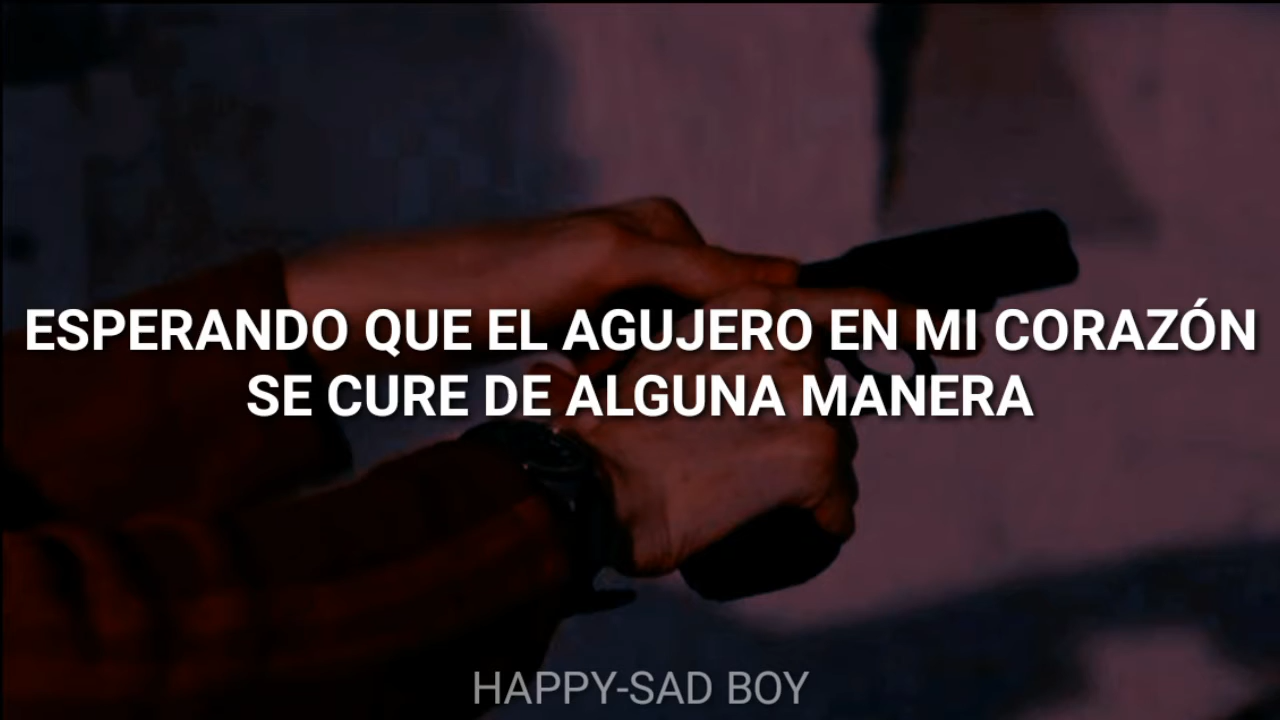 ESPERANDO QUE EL AGUJERO EN MI CORAZÓN
SE CURE DE ALGUNA MANERA
HAPPY-SAD BOY